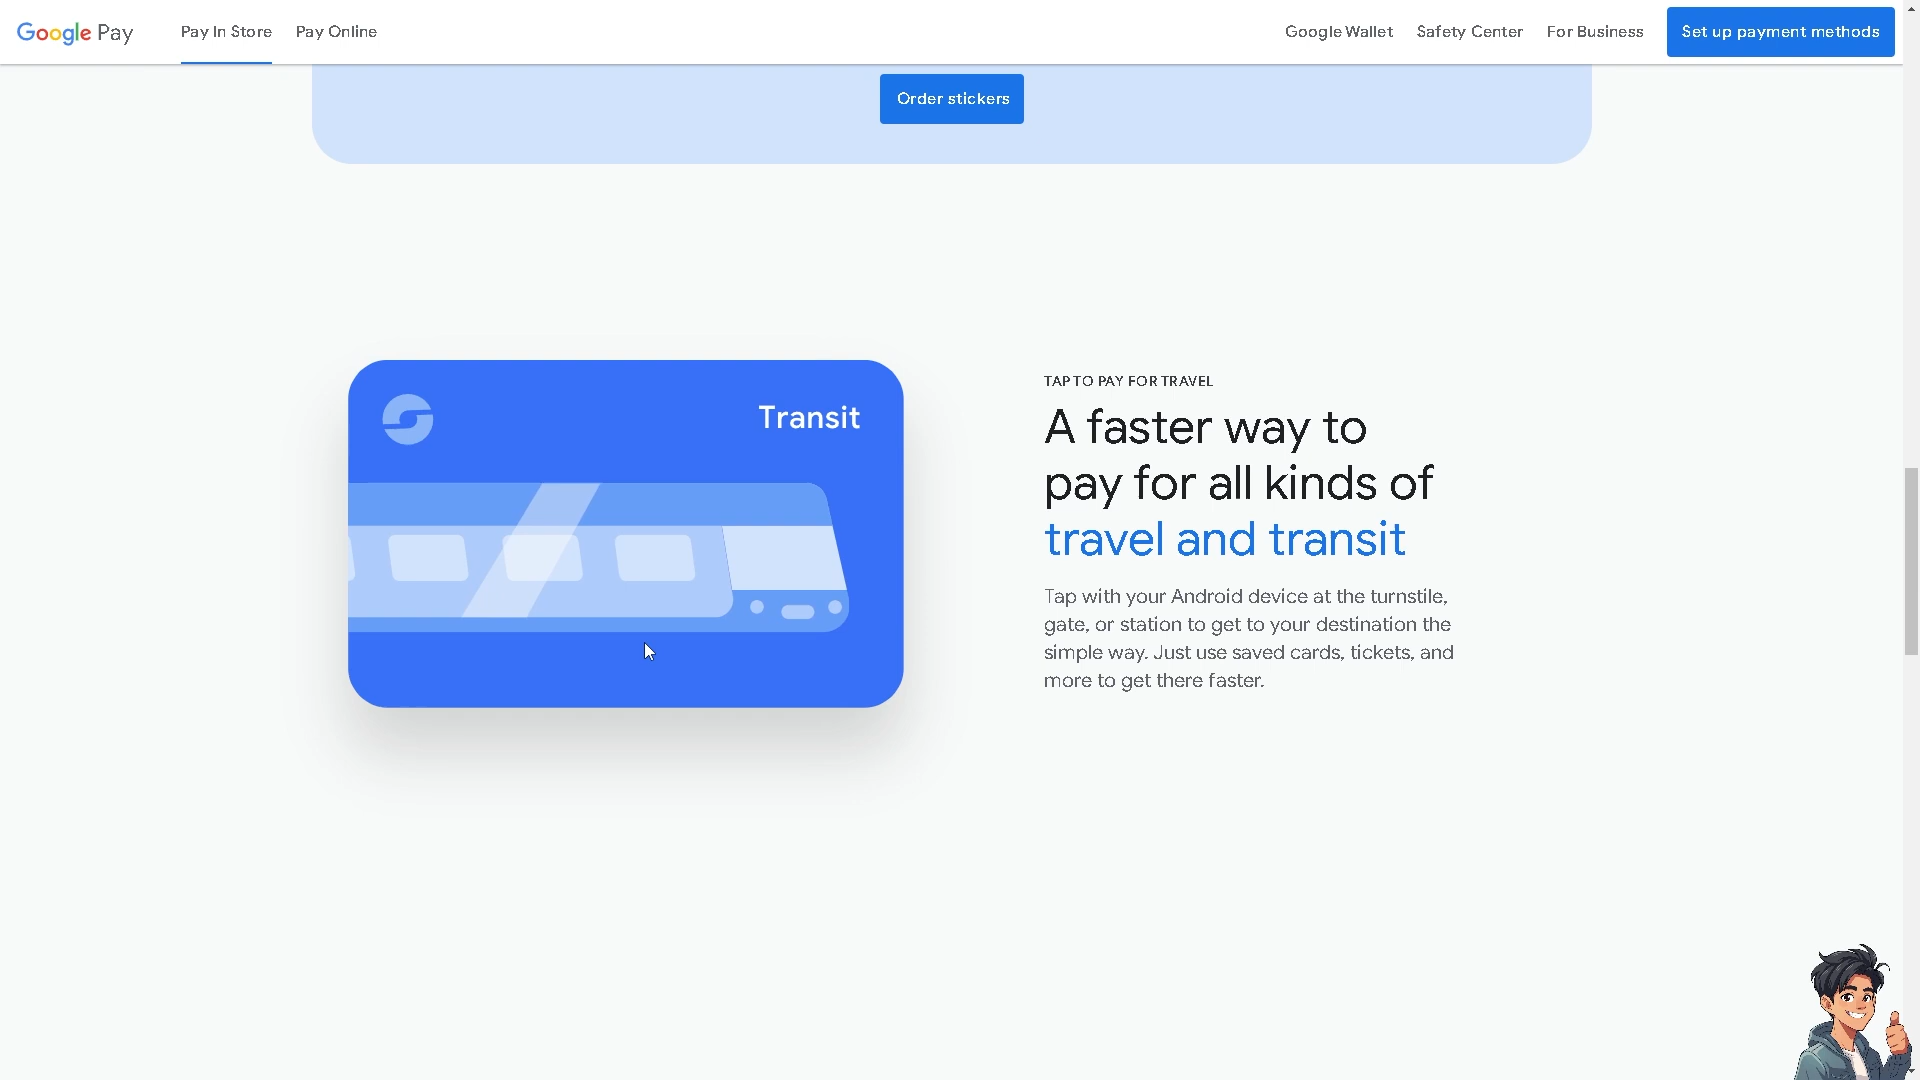 Google Pay
Pay In Store
Pay Online
Google Wallet
Safety Center
For Business
Set up payment methods
Order stickers
Transit
TAP TO PAY FOR TRAVEL
A faster way to
pay for all kinds of
travel and transit
Tap with your Android device at the turnstile,
gate, or station to get to your destination the
simple way. Just use saved cards, tickets, and
more to get there faster.